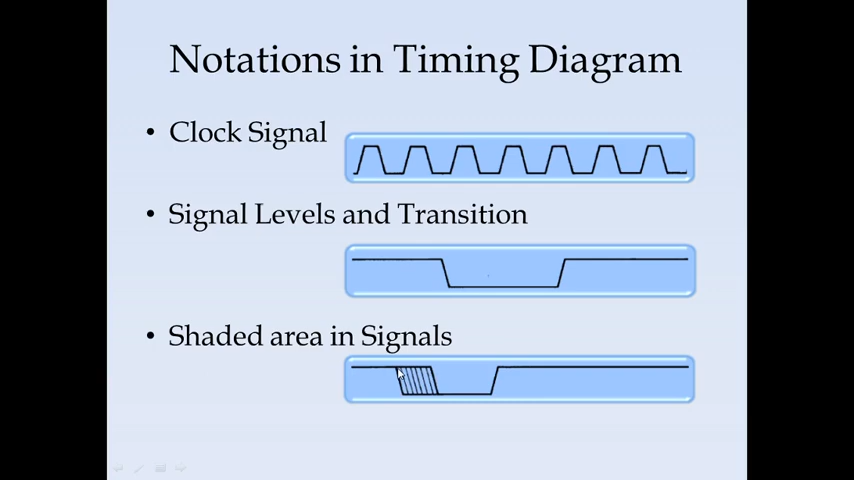 Notations in Timing Diagram
• Clock Signal
• Signal Levels and Transition
• Shaded area in Signals